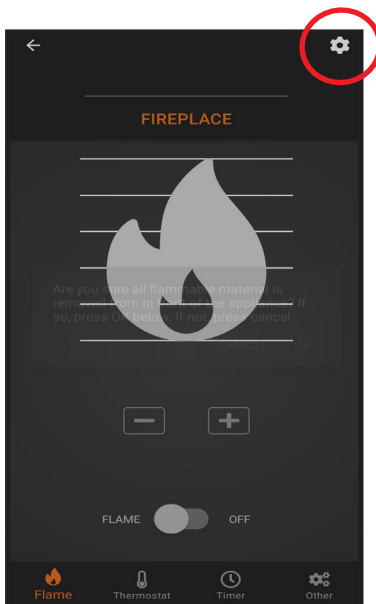 FIREPLACE
Are you sure all flammable material is
removed from in front of the appliance? If
so, press OK below. If not, press cancel.
CANCEL OK
FLAME OFF
Flame Thermostat Timer Other